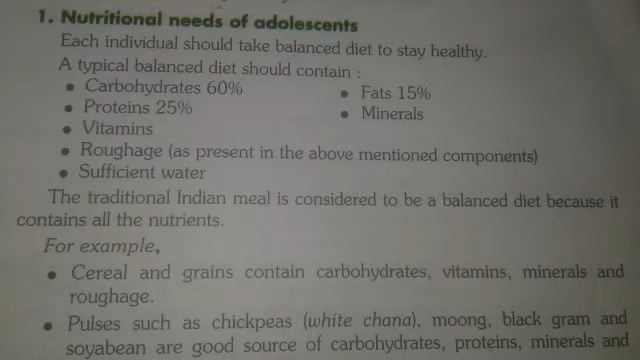 1. Nutritional needs of adolescents
Each individual should take balanced diet to stay healthy.
A typical balanced diet should contain :
• Carbohydrates 60%
• Fats 15%
• Proteins 25%
• Minerals
• Vitamins
• Roughage (as present in the above mentioned components)
• Sufficient water
The traditional Indian meal is considered to be a balanced diet because it
contains all the nutrients.
For example,
• Cereal and grains contain carbohydrates, vitamins, minerals and
roughage.
• Pulses such as chickpeas (white chana), moong, black gram and
soyabean are good source of carbohydrates, proteins, minerals and